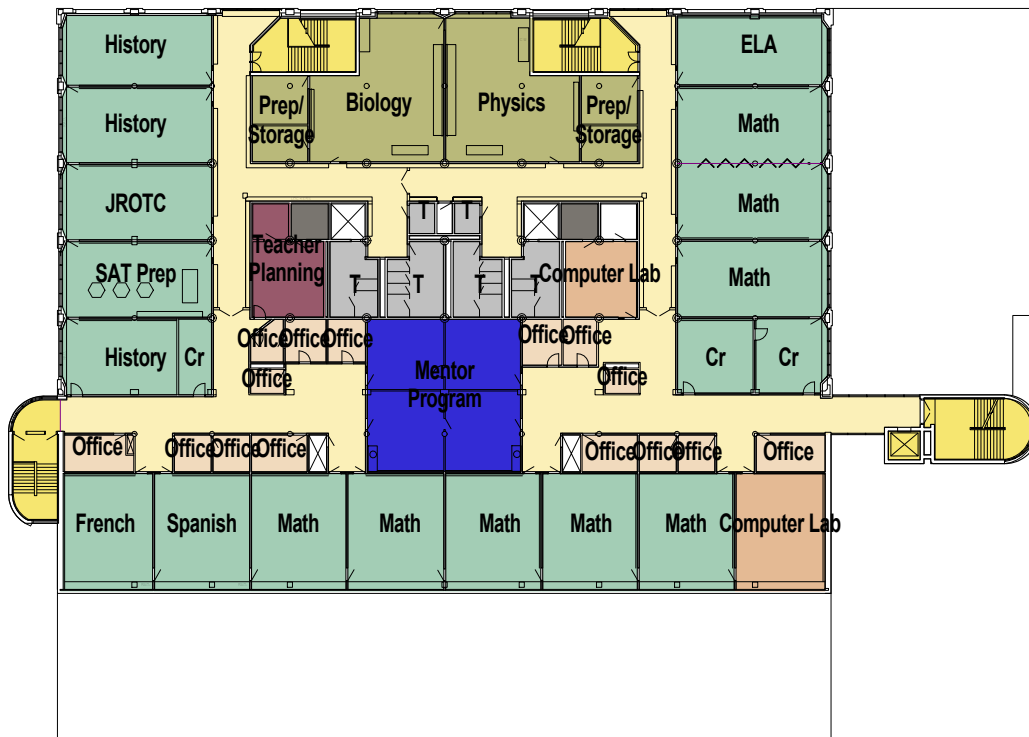 History
ELA
Biology
Physics
Prep/
Storage
Prep/
Storage
History
Math
JROTC
Math
T
T
Teacher
Planning
SAT Prep
T
T
T
T
Computer Lab
Math
Office
Office
Office
Office
Office
History
Cr
Office
Mentor
Program
Office
Cr
Cr
Office
Office
Office
Office
Office
Office
Office
Office
French
Spanish
Math
Math
Math
Math
Math
Computer Lab